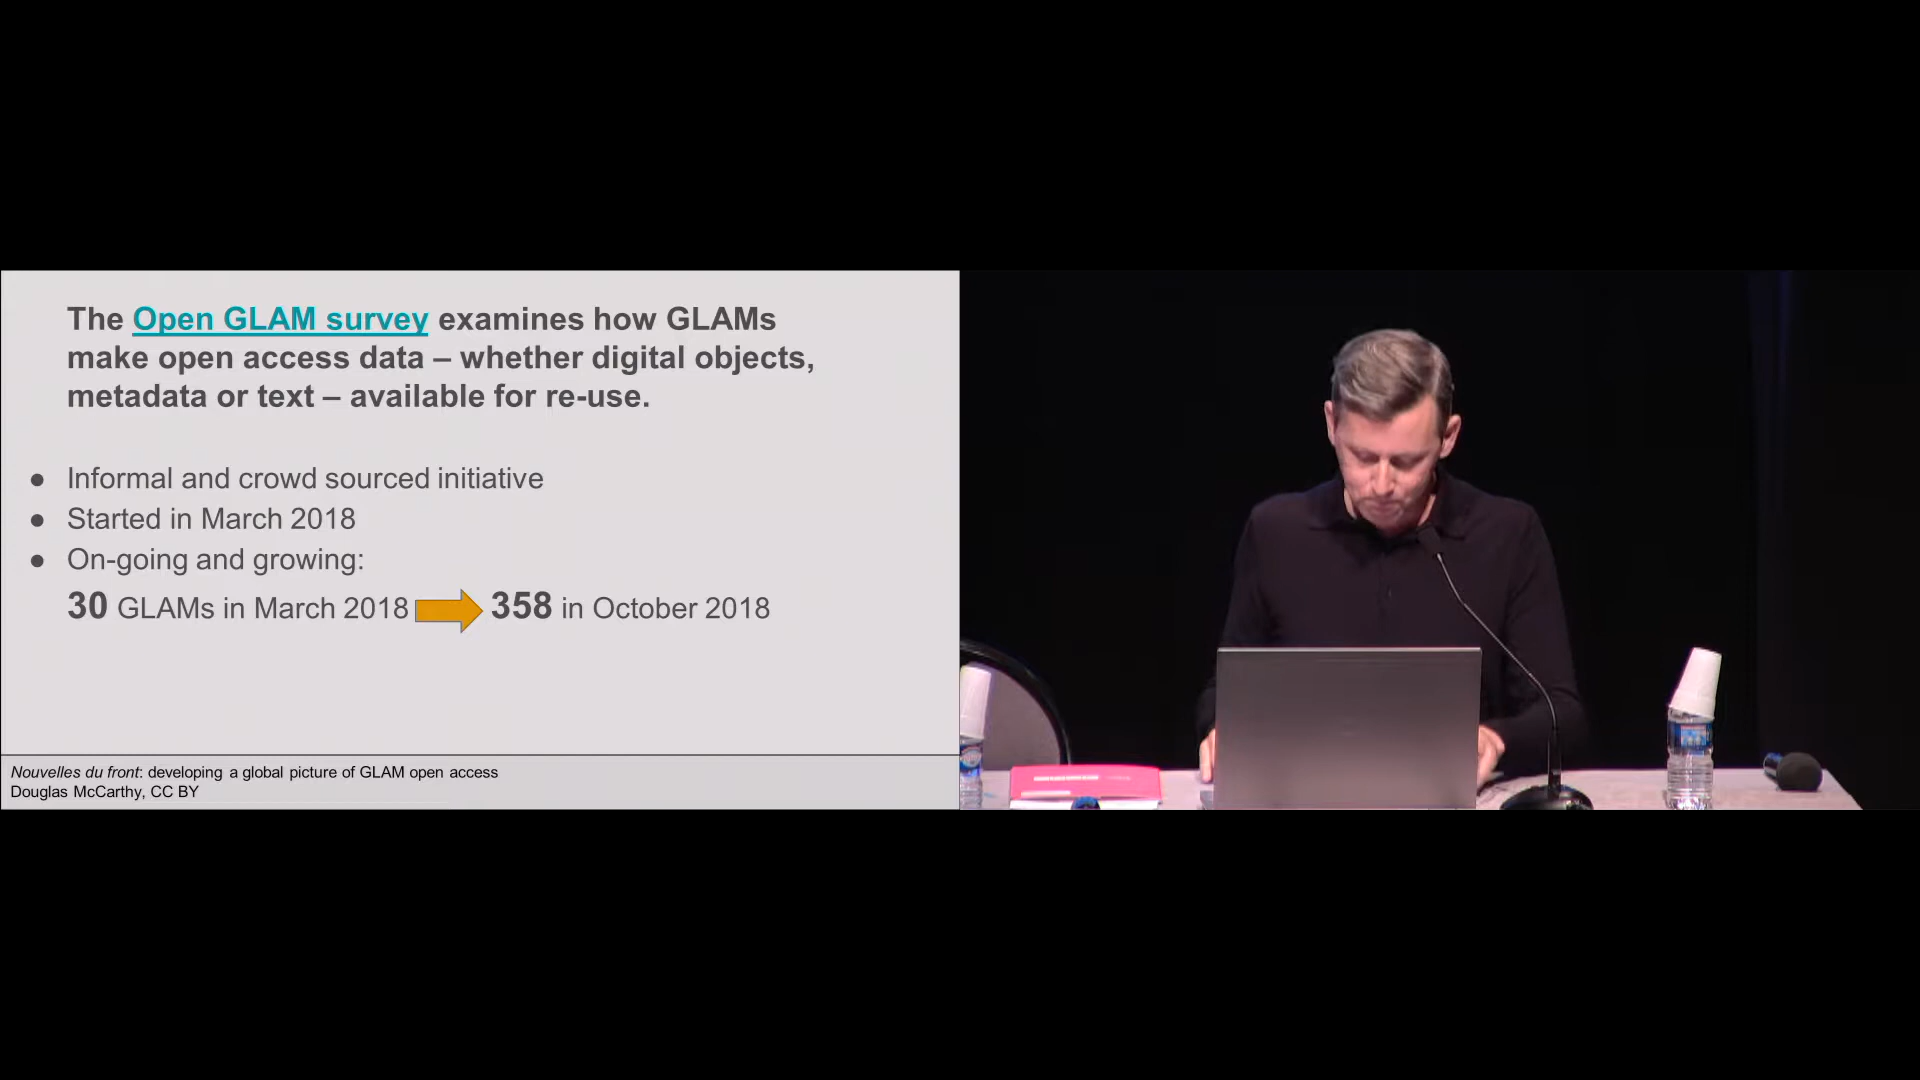 The Open GLAM survey examines how GLAMs
make open access data – whether digital objects,
metadata or text – available for re-use.
● Informal and crowd sourced initiative
● Started in March 2018
● On-going and growing:
30 GLAMs in March 2018 358 in October 2018
Nouvelles du front: developing a global picture of GLAM open access
Douglas McCarthy, CC BY